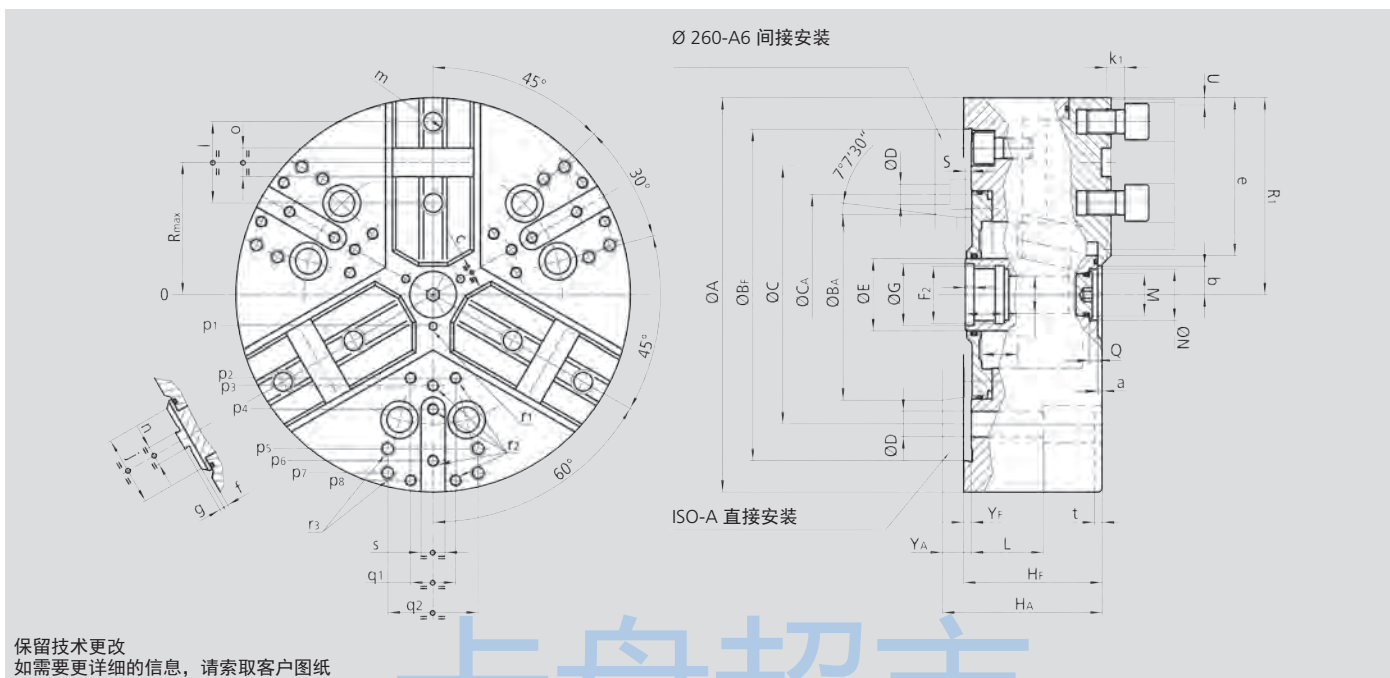 Ø 260-A6 间接安装
45°
30°
45°
60°
m
o
l
Rmax
0
c
p1
p2
p3
p4
p5
p6
p7
p8
r1
r2
r3
s
q1
q2
n
j
g
f
k1
U
7°7'30"
S
ØD
ØA
ØBF
ØC
ØCA
ØBA
ØE
ØG
F2
e
R1
b
M
ØN
Q
a
ØD
ISO-A 直接安装
YF
t
YA
L
HF
HA
保留技术更改
如需要更详细的信息，请索取客户图纸